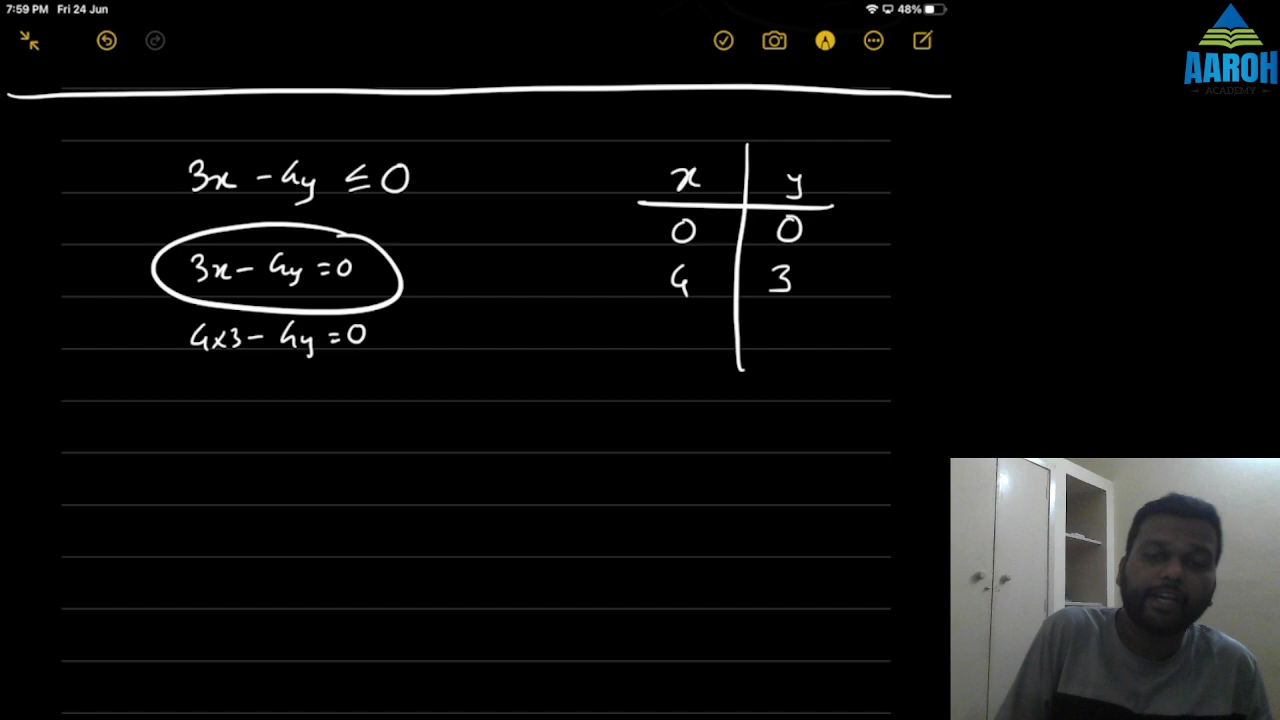 7:59 PM Fri 24 Jun
48%
AAROH
ACADEMY
3x - 4y ≤ 0
x y
3x - 4y = 0
0 0
4 3
4x3 - 4y = 0